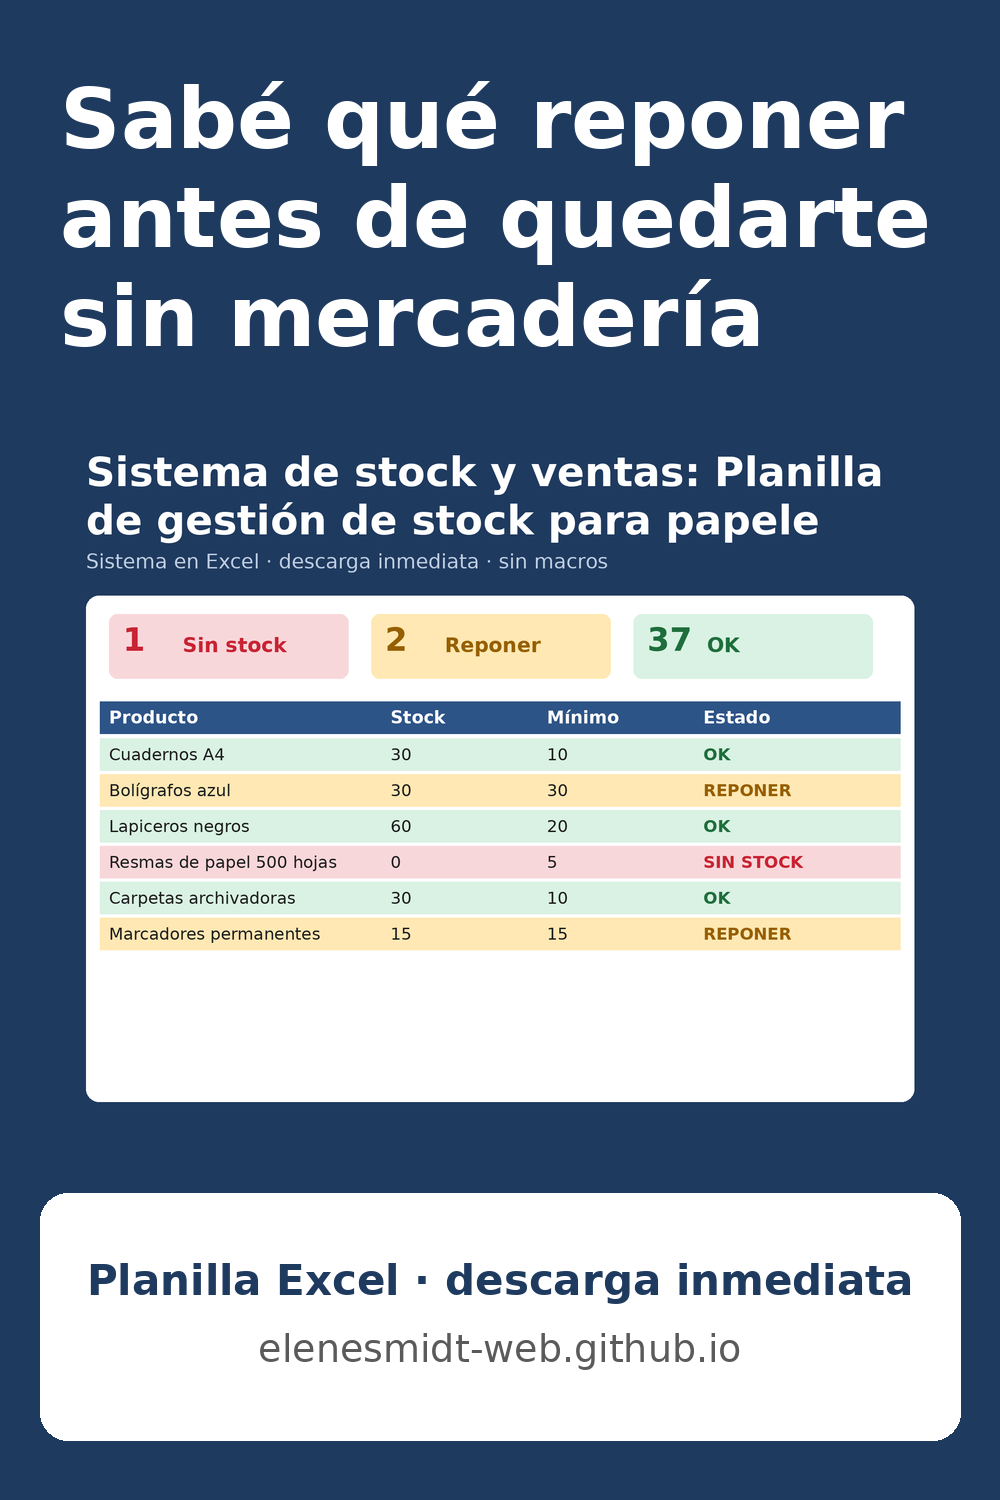 Sabé qué reponer
antes de quedarte
sin mercadería
Sistema de stock y ventas: Planilla
de gestión de stock para papele
Sistema en Excel · descarga inmediata · sin macros
1 Sin stock 2 Reponer 37 OK
Producto Stock Mínimo Estado
Cuadernos A4 30 10 OK
Bolígrafos azul 30 30 REPONER
Lapiceros negros 60 20 OK
Resmas de papel 500 hojas 0 5 SIN STOCK
Carpetas archivadoras 30 10 OK
Marcadores permanentes 15 15 REPONER
Planilla Excel · descarga inmediata
elenesmidt-web.github.io